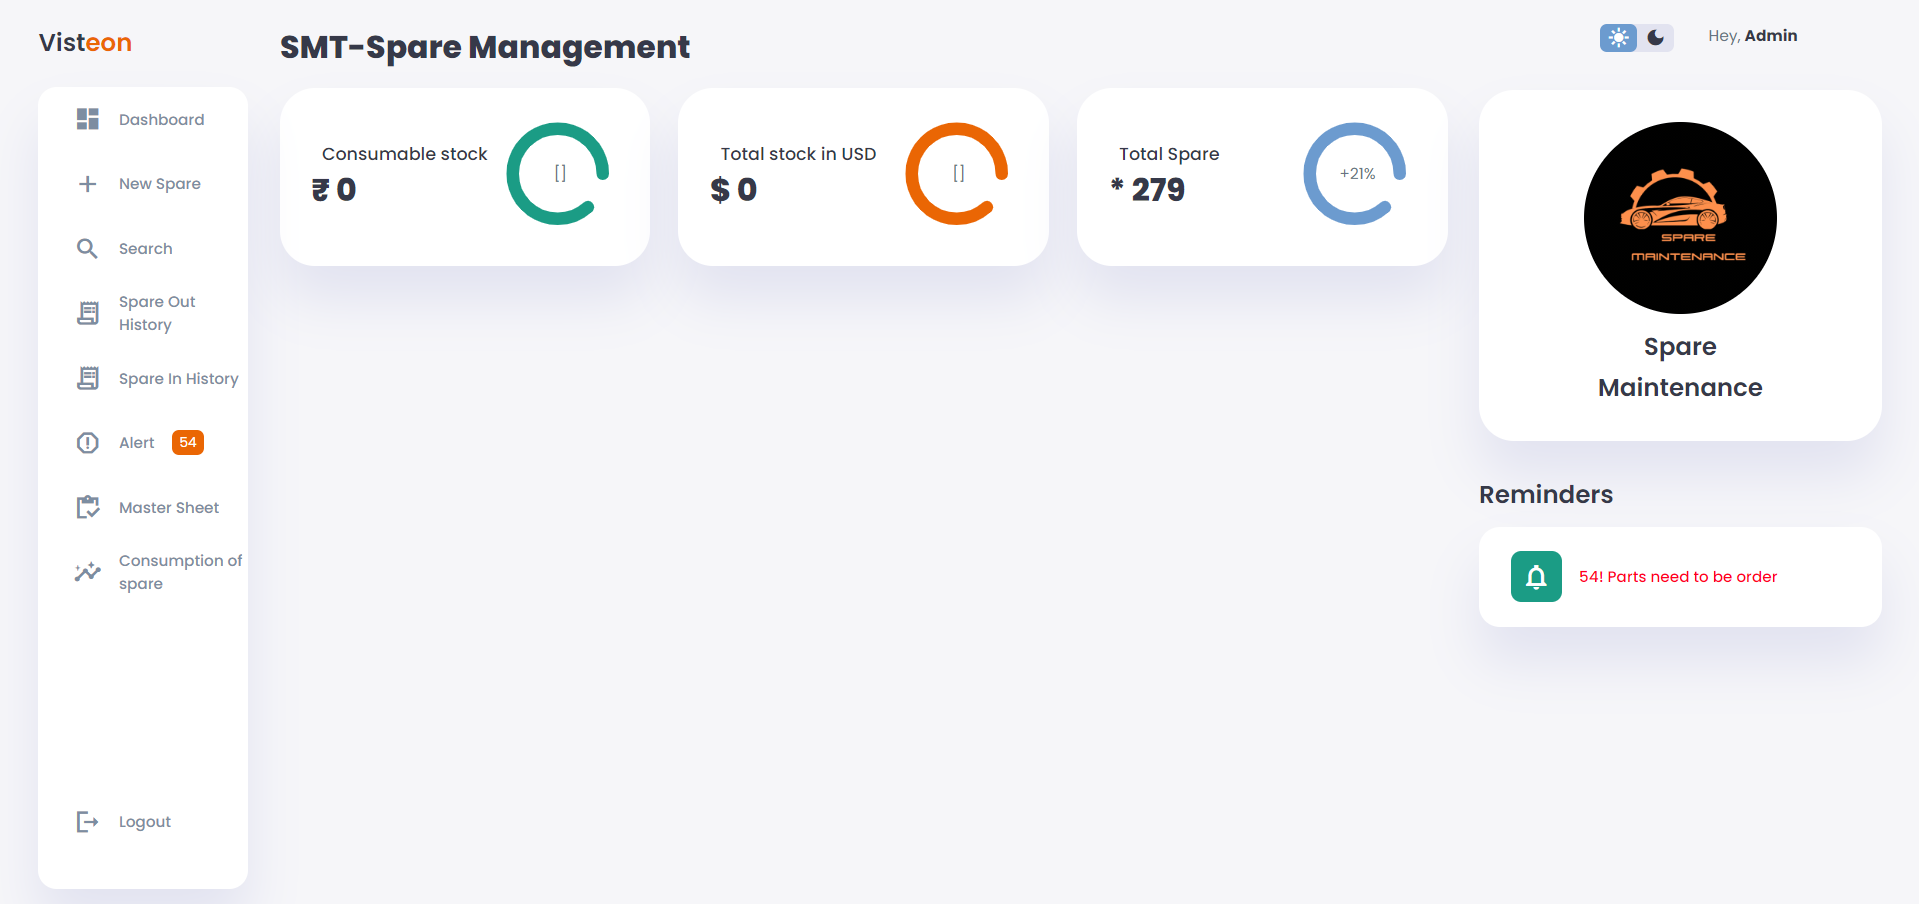 Visteon
SMT-Spare Management
Hey, Admin
Dashboard
New Spare
Search
Spare Out
History
Spare In History
Alert 54
Master Sheet
Consumption of
spare
Logout
Consumable stock
₹ 0
[]
Total stock in USD
$ 0
[]
Total Spare
* 279
+21%
SPARE
MAINTENANCE
Spare
Maintenance
Reminders
54! Parts need to be order